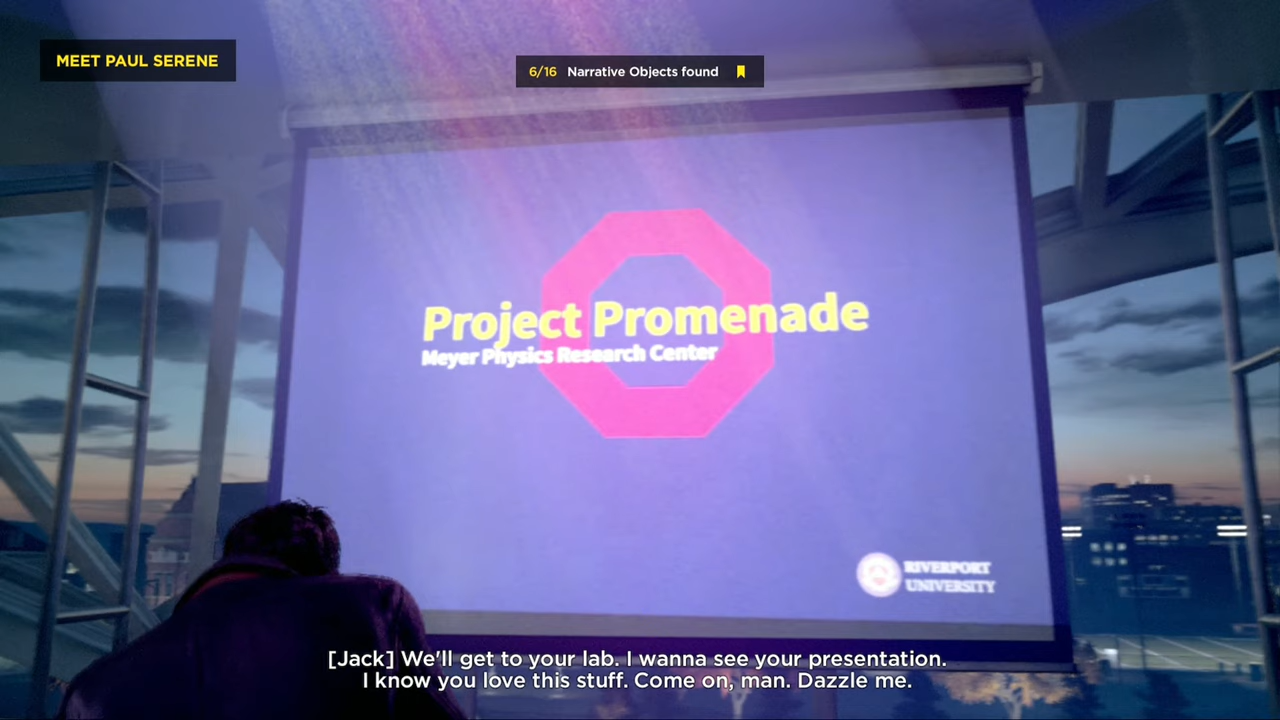 MEET PAUL SERENE
6/16 Narrative Objects found
Project Promenade
Meyer Physics Research Center
RIVERPORT
UNIVERSITY
[Jack] We'll get to your lab. I wanna see your presentation.
I know you love this stuff. Come on, man. Dazzle me.